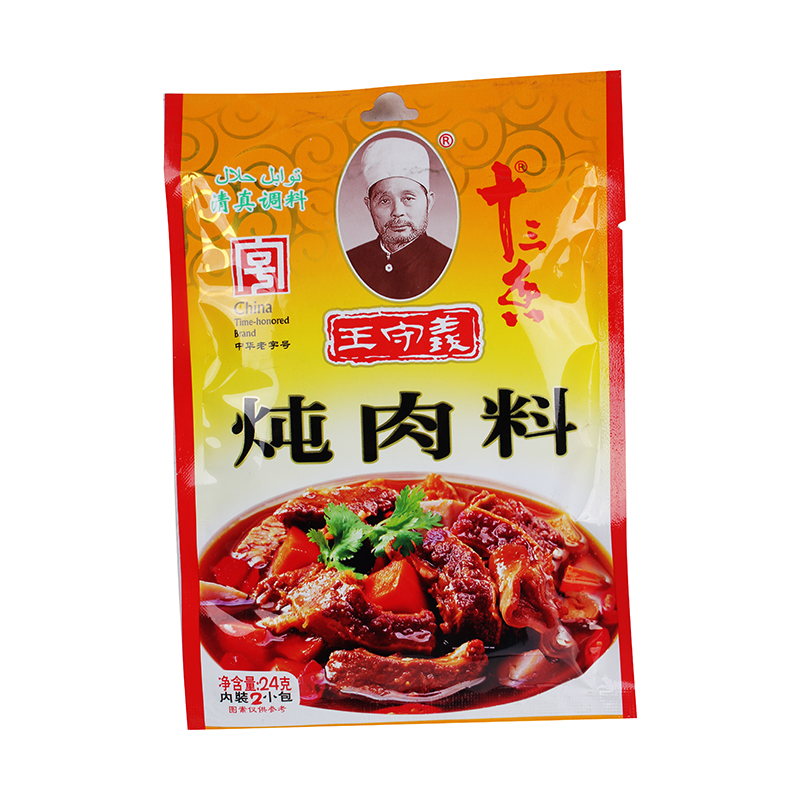 ®
توابل حلال
清真调料
China
Time-honored
Brand
中华老字号
王守義
十三香
®
炖肉料
净含量:24克
内装2小包
图案仅供参考